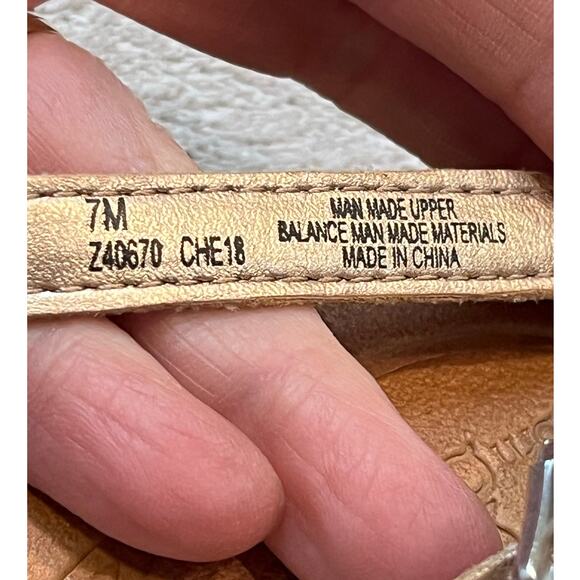 7M
Z40670 CHE18
MAN MADE UPPER
BALANCE MAN MADE MATERIALS
MADE IN CHINA